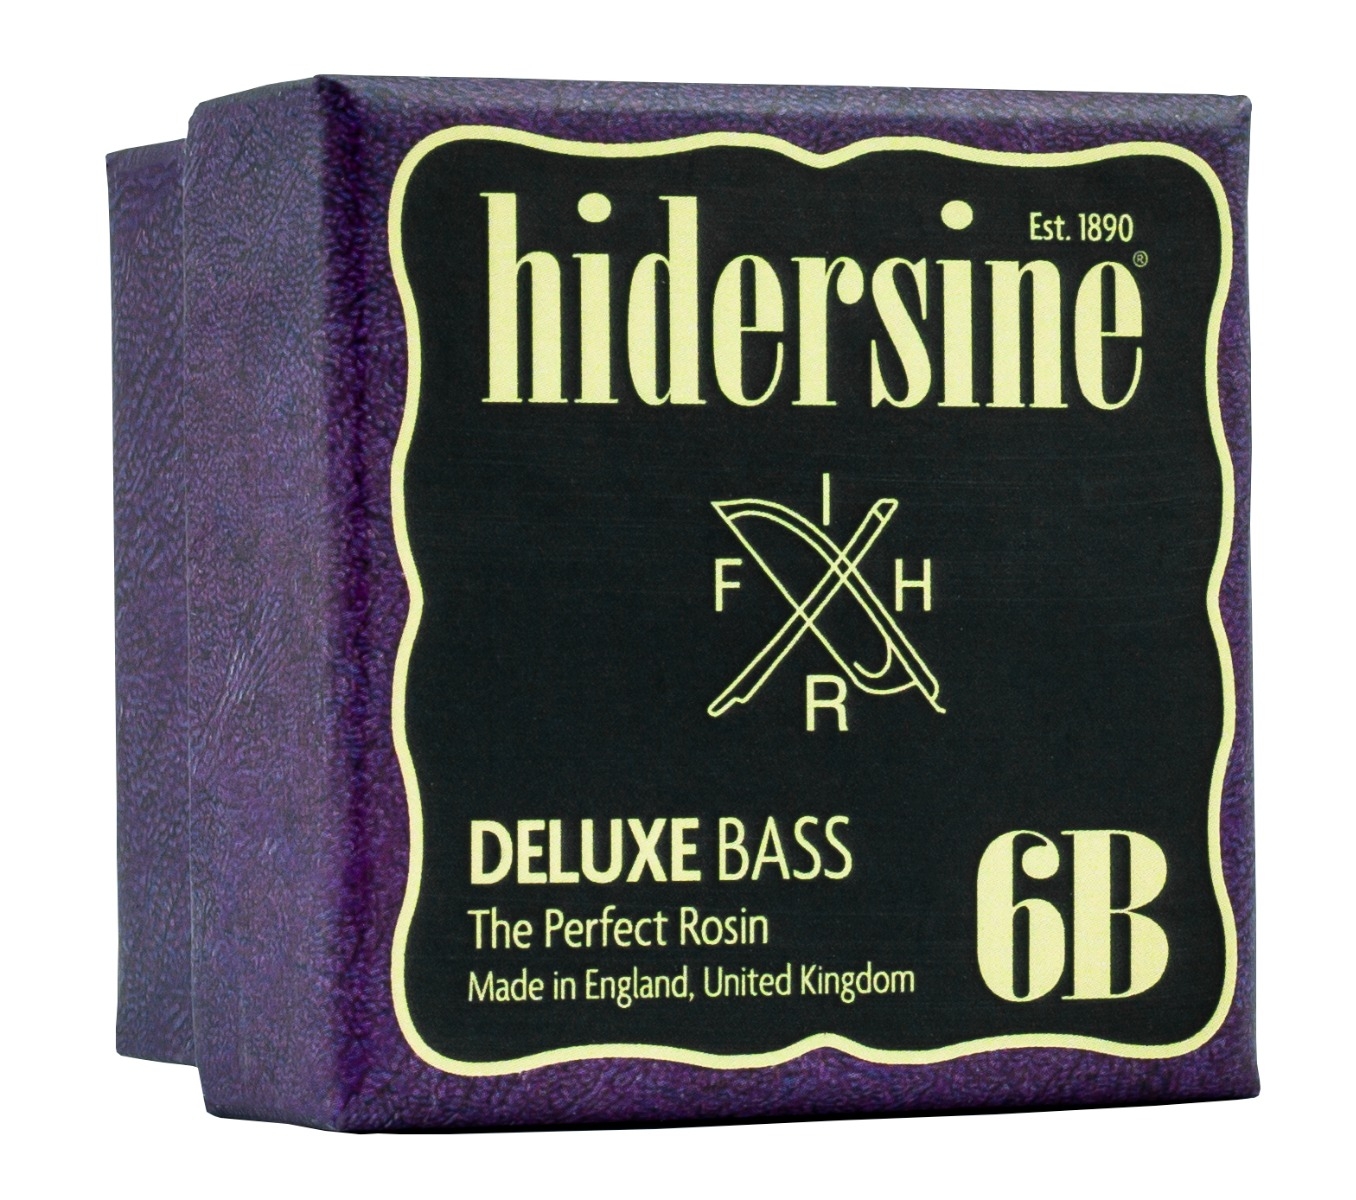 Est. 1890
hidersine®
I
F H
R
DELUXE BASS
The Perfect Rosin
Made in England, United Kingdom
6B